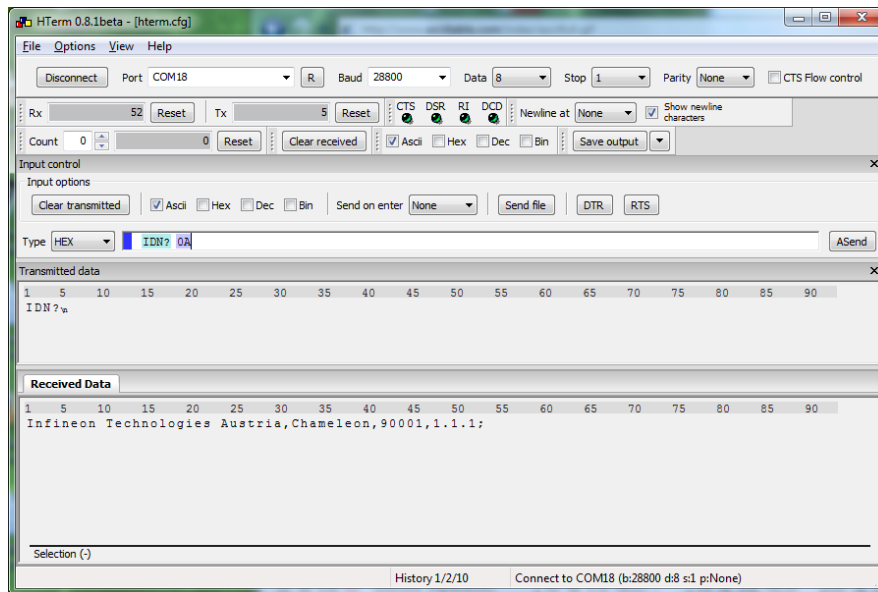 HTerm 0.8.1beta - [hterm.cfg]
File Options View Help
Disconnect Port COM18 R Baud 28800 Data 8 Stop 1 Parity None CTS Flow control
Rx 52 Reset Tx 5 Reset CTS DSR RI DCD Newline at None Show newline characters
Count 0 0 Reset Clear received Ascii Hex Dec Bin Save output
Input control
Input options
Clear transmitted Ascii Hex Dec Bin Send on enter None Send file DTR RTS
Type HEX IDN? 0A ASend
Transmitted data
1 5 10 15 20 25 30 35 40 45 50 55 60 65 70 75 80 85 90
IDN?\n
Received Data
1 5 10 15 20 25 30 35 40 45 50 55 60 65 70 75 80 85 90
Infineon Technologies Austria,Chameleon,90001,1.1.1;
Selection (-)
History 1/2/10 Connect to COM18 (b:28800 d:8 s:1 p:None)